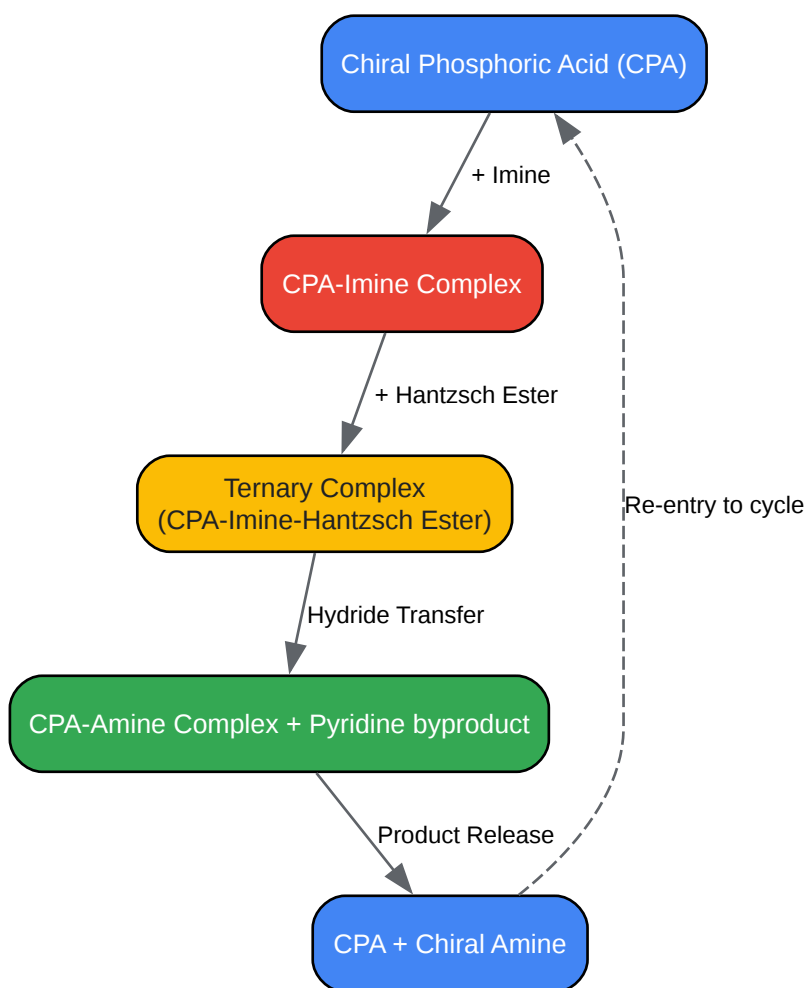 Chiral Phosphoric Acid (CPA)
+ Imine
CPA-Imine Complex
+ Hantzsch Ester
Ternary Complex
(CPA-Imine-Hantzsch Ester)
Re-entry to cycle
Hydride Transfer
CPA-Amine Complex + Pyridine byproduct
Product Release
CPA + Chiral Amine